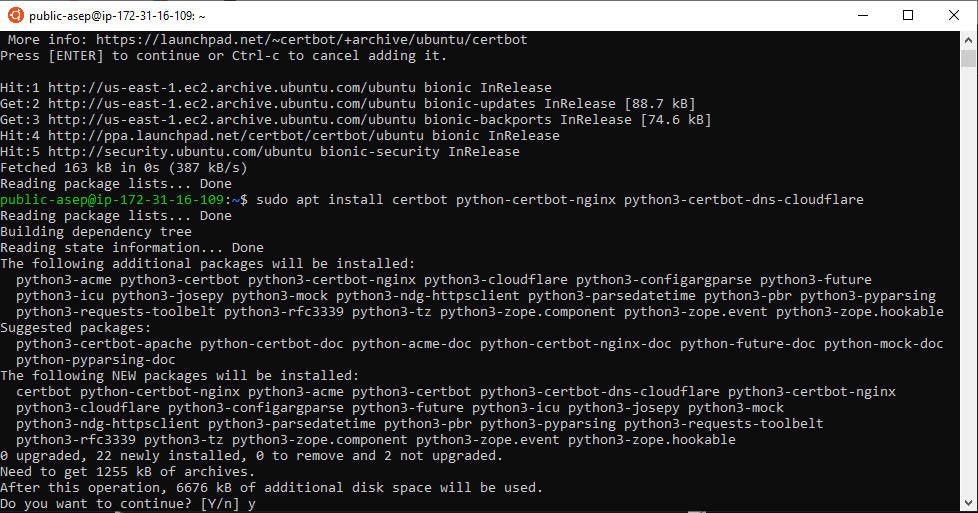 public-asep@ip-172-31-16-109: ~
More info: https://launchpad.net/~certbot/+archive/ubuntu/certbot
Press [ENTER] to continue or Ctrl-c to cancel adding it.
Hit:1 http://us-east-1.ec2.archive.ubuntu.com/ubuntu bionic InRelease
Get:2 http://us-east-1.ec2.archive.ubuntu.com/ubuntu bionic-updates InRelease [88.7 kB]
Get:3 http://us-east-1.ec2.archive.ubuntu.com/ubuntu bionic-backports InRelease [74.6 kB]
Hit:4 http://ppa.launchpad.net/certbot/certbot/ubuntu bionic InRelease
Hit:5 http://security.ubuntu.com/ubuntu bionic-security InRelease
Fetched 163 kB in 0s (387 kB/s)
Reading package lists... Done
public-asep@ip-172-31-16-109:~$ sudo apt install certbot python-certbot-nginx python3-certbot-dns-cloudflare
Reading package lists... Done
Building dependency tree
Reading state information... Done
The following additional packages will be installed:
python3-acme python3-certbot python3-certbot-nginx python3-cloudflare python3-configargparse python3-future
python3-icu python3-josepy python3-mock python3-ndg-httpsclient python3-parsedatetime python3-pbr python3-pyparsing
python3-requests-toolbelt python3-rfc3339 python3-tz python3-zope.component python3-zope.event python3-zope.hookable
Suggested packages:
python3-certbot-apache python-certbot-doc python-acme-doc python-certbot-nginx-doc python-future-doc python-mock-doc
python-pyparsing-doc
The following NEW packages will be installed:
certbot python-certbot-nginx python3-acme python3-certbot python3-certbot-dns-cloudflare python3-certbot-nginx
python3-cloudflare python3-configargparse python3-future python3-icu python3-josepy python3-mock
python3-ndg-httpsclient python3-parsedatetime python3-pbr python3-pyparsing python3-requests-toolbelt
python3-rfc3339 python3-tz python3-zope.component python3-zope.event python3-zope.hookable
0 upgraded, 22 newly installed, 0 to remove and 2 not upgraded.
Need to get 1255 kB of archives.
After this operation, 6676 kB of additional disk space will be used.
Do you want to continue? [Y/n] y